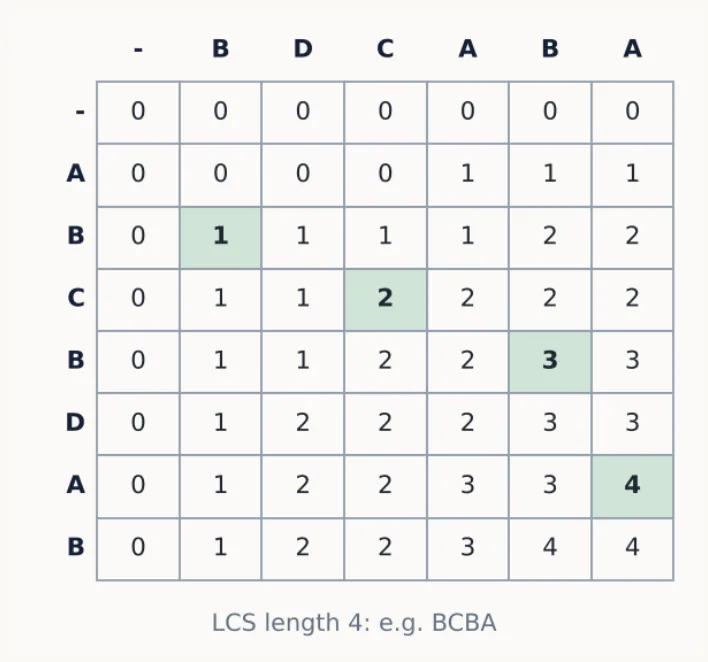 - B D C A B A
- 0 0 0 0 0 0 0
A 0 0 0 0 1 1 1
B 0 1 1 1 1 2 2
C 0 1 1 2 2 2 2
B 0 1 1 2 2 3 3
D 0 1 2 2 2 3 3
A 0 1 2 2 3 3 4
B 0 1 2 2 3 4 4
LCS length 4: e.g. BCBA